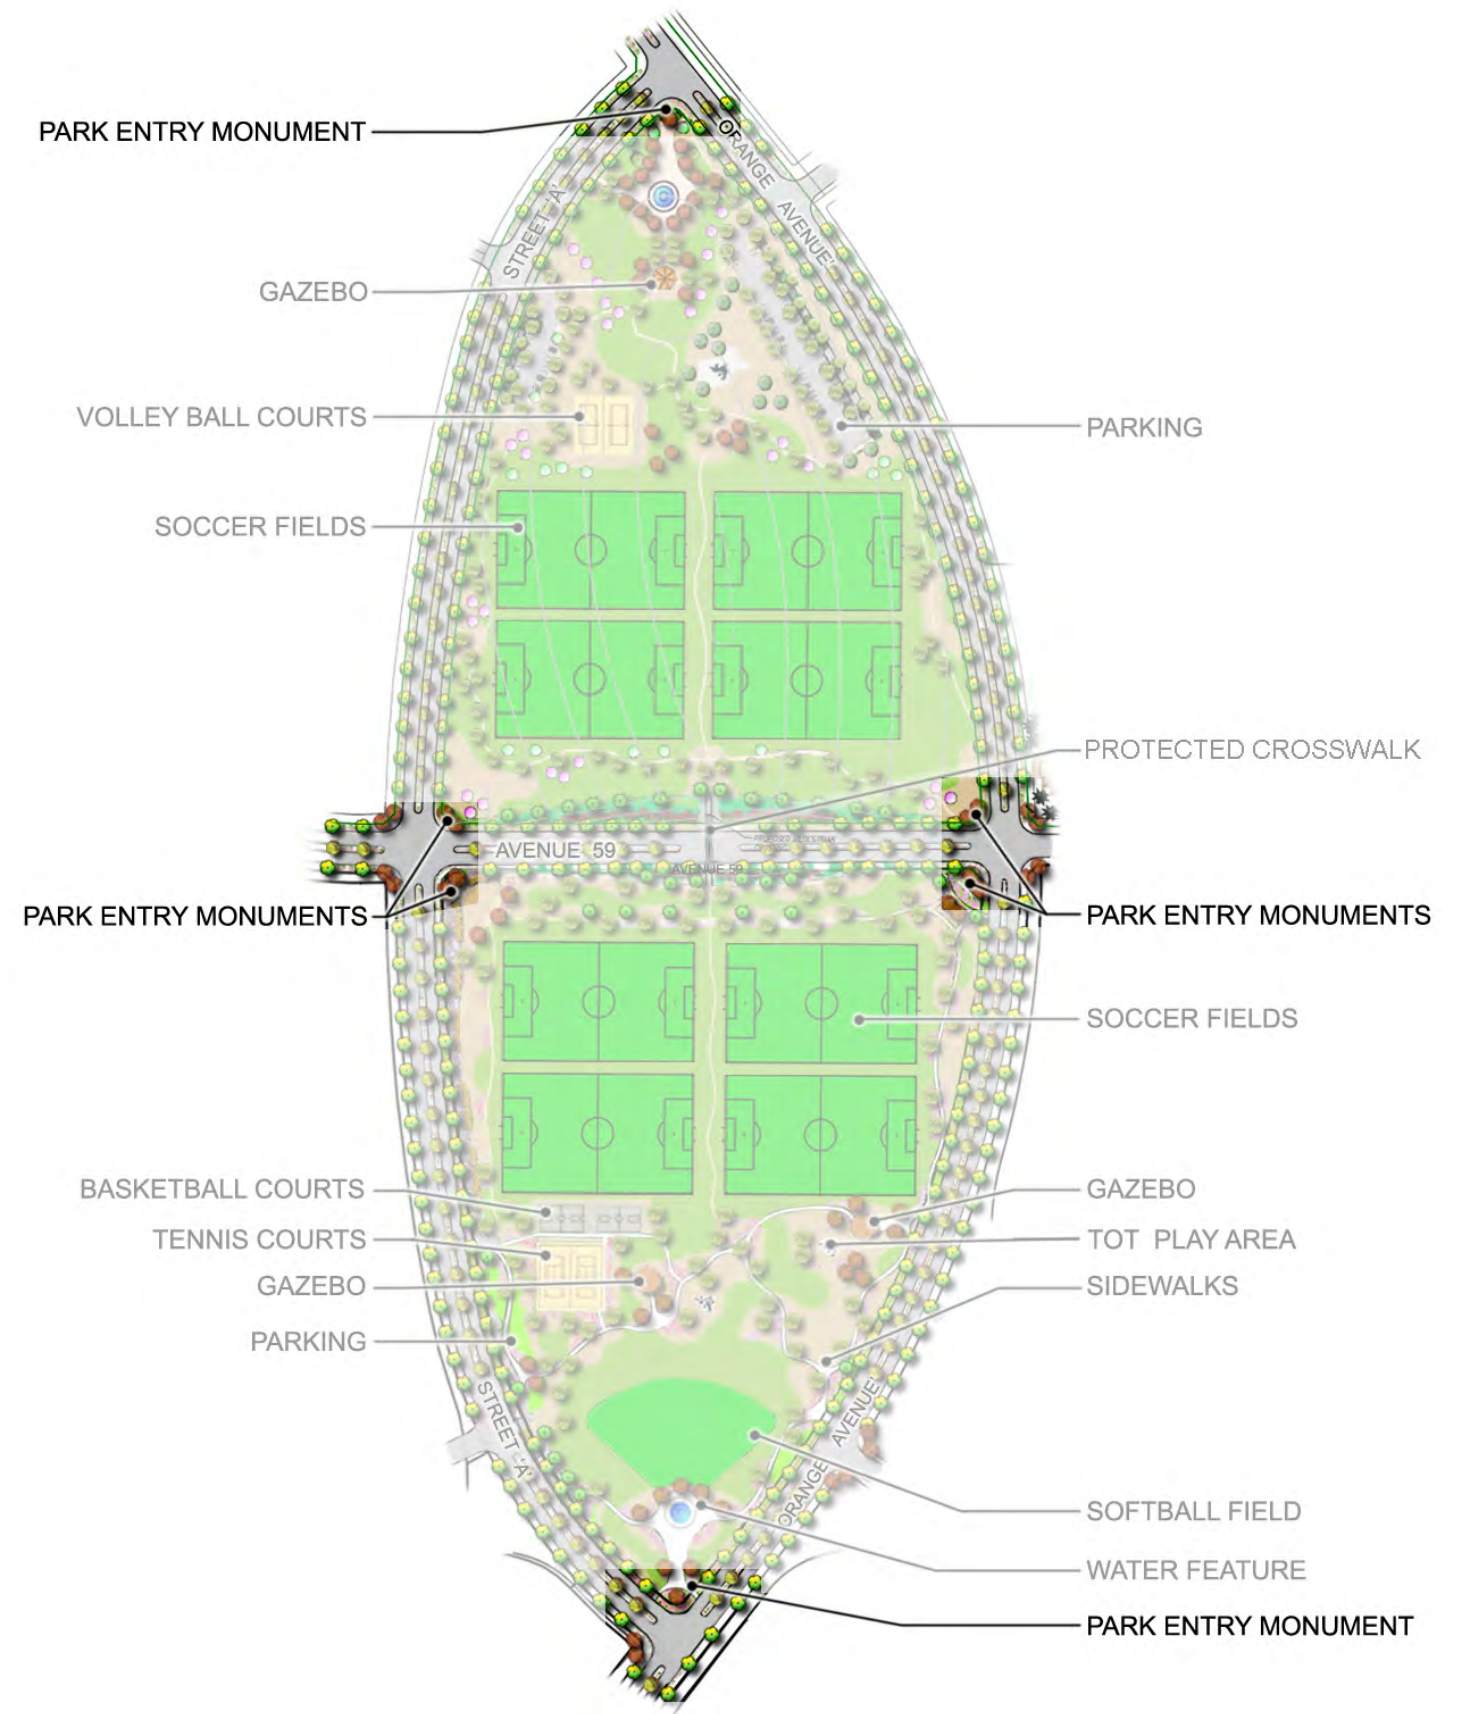 PARK ENTRY MONUMENT
ORANGE AVENUE
STREET 'A'
GAZEBO
VOLLEY BALL COURTS
PARKING
SOCCER FIELDS
PROTECTED CROSSWALK
AVENUE 59
AVENUE 59
PARK ENTRY MONUMENTS
PARK ENTRY MONUMENTS
SOCCER FIELDS
BASKETBALL COURTS
GAZEBO
TENNIS COURTS
TOT PLAY AREA
GAZEBO
SIDEWALKS
PARKING
STREET 'A'
ORANGE AVENUE
SOFTBALL FIELD
WATER FEATURE
PARK ENTRY MONUMENT